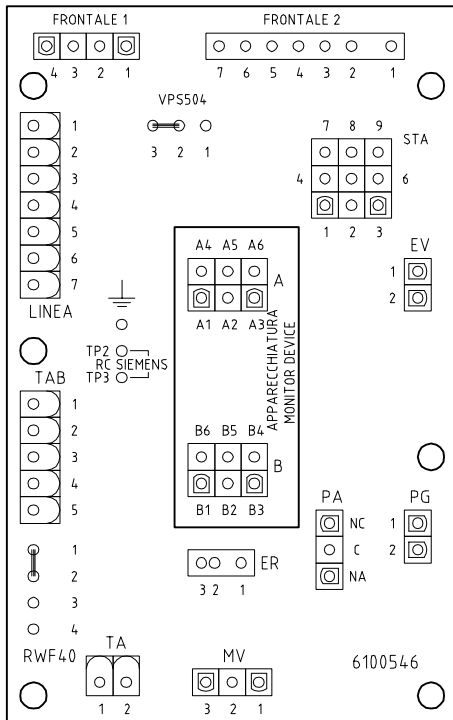 FRONTALE 1
FRONTALE 2
4 3 2 1
7 6 5 4 3 2 1
VPS504
3 2 1
1
2
3
4
5
6
7
LINEA
7 8 9
STA
4 6
1 2 3
EV
1
2
A4 A5 A6
A
A1 A2 A3
APPARECCHIATURA
MONITOR DEVICE
TP2
RC SIEMENS
TP3
TAB
1
2
3
4
5
B6 B5 B4
B
B1 B2 B3
PA
NC
C
NA
PG
1
2
1
2
3
4
RWF40
ER
3 2 1
TA
1 2
MV
3 2 1
6100546